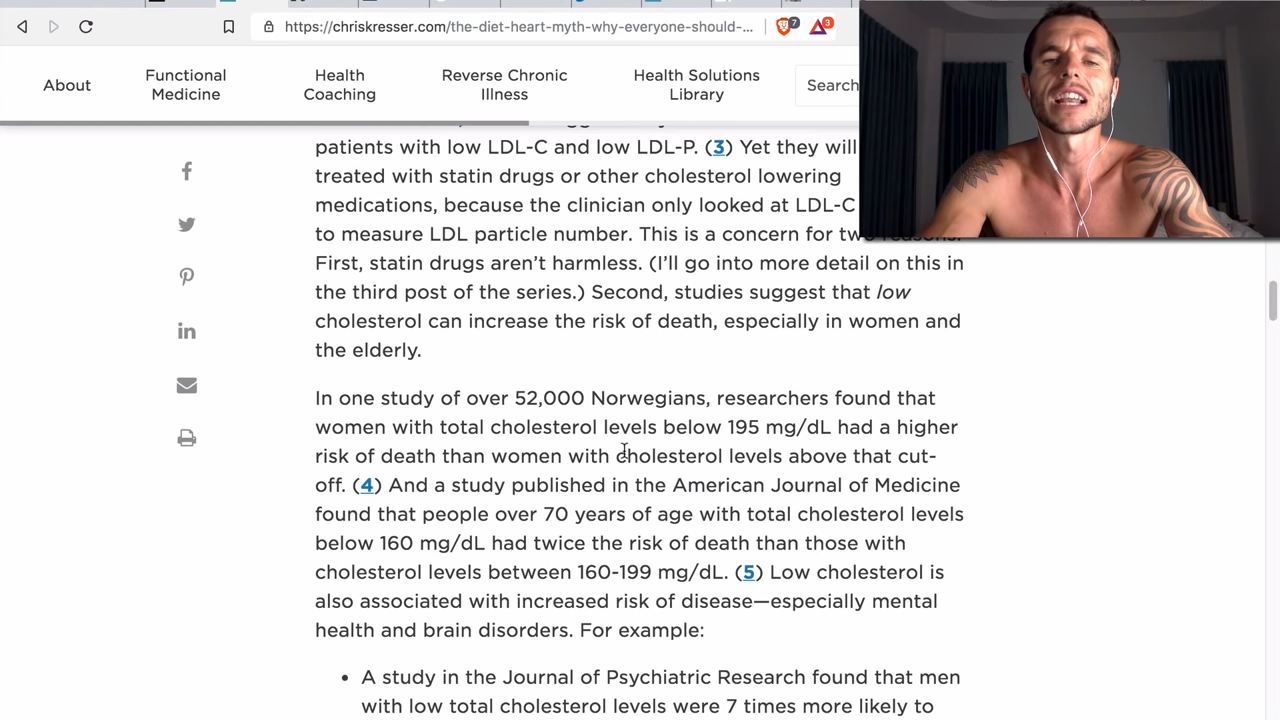 https://chriskresser.com/the-diet-heart-myth-why-everyone-should-...
7
3
About
Functional
Medicine
Health
Coaching
Reverse Chronic
Illness
Health Solutions
Library
Search
patients with low LDL-C and low LDL-P. (3) Yet they will
treated with statin drugs or other cholesterol lowering
medications, because the clinician only looked at LDL-C
to measure LDL particle number. This is a concern for two reasons.
First, statin drugs aren’t harmless. (I’ll go into more detail on this in
the third post of the series.) Second, studies suggest that low
cholesterol can increase the risk of death, especially in women and
the elderly.
In one study of over 52,000 Norwegians, researchers found that
women with total cholesterol levels below 195 mg/dL had a higher
risk of death than women with cholesterol levels above that cut-
off. (4) And a study published in the American Journal of Medicine
found that people over 70 years of age with total cholesterol levels
below 160 mg/dL had twice the risk of death than those with
cholesterol levels between 160-199 mg/dL. (5) Low cholesterol is
also associated with increased risk of disease—especially mental
health and brain disorders. For example:
• A study in the Journal of Psychiatric Research found that men
with low total cholesterol levels were 7 times more likely to